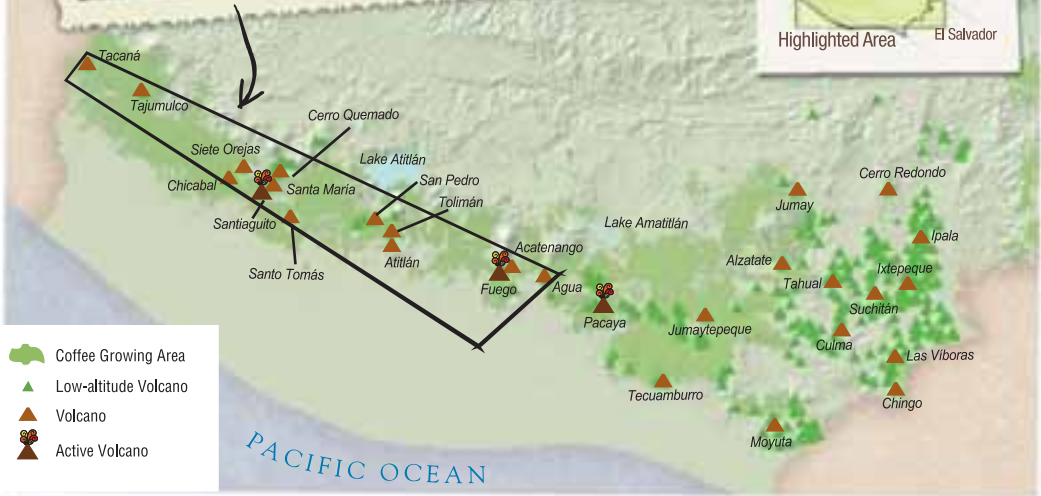 Highlighted Area
El Salvador
Tacaná
Tajumulco
Cerro Quemado
Siete Orejas
Lake Atitlán
Chicabal
Santa María
San Pedro
Tolimán
Santiaguito
Santo Tomás
Atitlán
Acatenango
Fuego
Agua
Lake Amatitlán
Pacaya
Jumay
Cerro Redondo
Ipala
Alzatate
Tahual
Ixtepeque
Suchitán
Jumaytepeque
Culma
Las Víboras
Tecuamburro
Chingo
Moyuta
Coffee Growing Area
Low-altitude Volcano
Volcano
Active Volcano
PACIFIC OCEAN